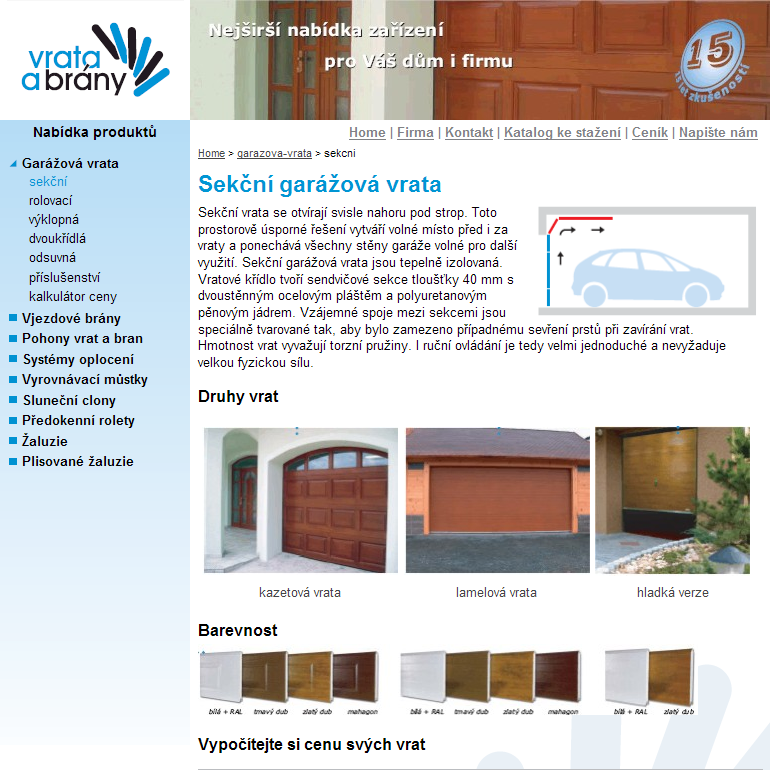 vrata
a brány
Nejširší nabídka zařízení
pro Váš dům i firmu
15
15 let zkušeností
Nabídka produktů
Garážová vrata
sekční
rolovací
výklopná
dvoukřídlá
odsuvná
příslušenství
kalkulátor ceny
Vjezdové brány
Pohony vrat a bran
Systémy oplocení
Vyrovnávací můstky
Sluneční clony
Předokenní rolety
Žaluzie
Plisované žaluzie
Home | Firma | Kontakt | Katalog ke stažení | Ceník | Napište nám
Home > garazova-vrata > sekcni
Sekční garážová vrata
Sekční vrata se otvírají svisle nahoru pod strop. Toto
prostorově úsporné řešení vytváří volné místo před i za
vraty a ponechává všechny stěny garáže volné pro další
využití. Sekční garážová vrata jsou tepelně izolovaná.
Vratové křídlo tvoří sendvičové sekce tloušťky 40 mm s
dvoustěnným ocelovým pláštěm a polyuretanovým
pěnovým jádrem. Vzájemné spoje mezi sekcemi jsou
speciálně tvarované tak, aby bylo zamezeno případnému sevření prstů při zavírání vrat.
Hmotnost vrat vyvažují torzní pružiny. I ruční ovládání je tedy velmi jednoduché a nevyžaduje
velkou fyzickou sílu.
Druhy vrat
kazetová vrata lamelová vrata hladká verze
Barevnost
bílá + RAL tmavý dub zlatý dub mahagon bílá + RAL tmavý dub zlatý dub mahagon bílá + RAL zlatý dub
Vypočítejte si cenu svých vrat